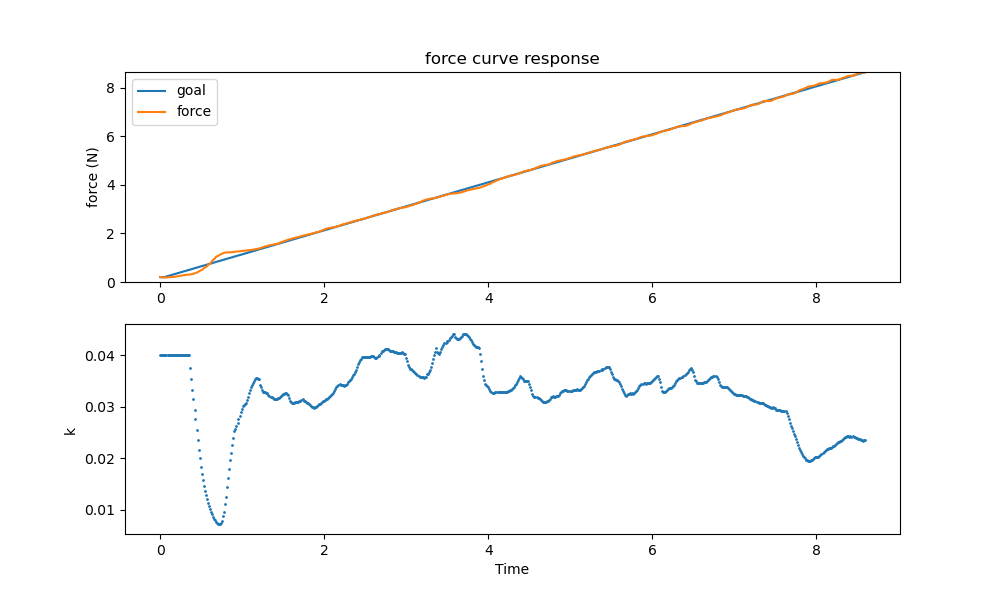 force curve response
force (N)
8
6
4
2
0
goal
force
0 2 4 6 8
k
0.04
0.03
0.02
0.01
0 2 4 6 8
Time